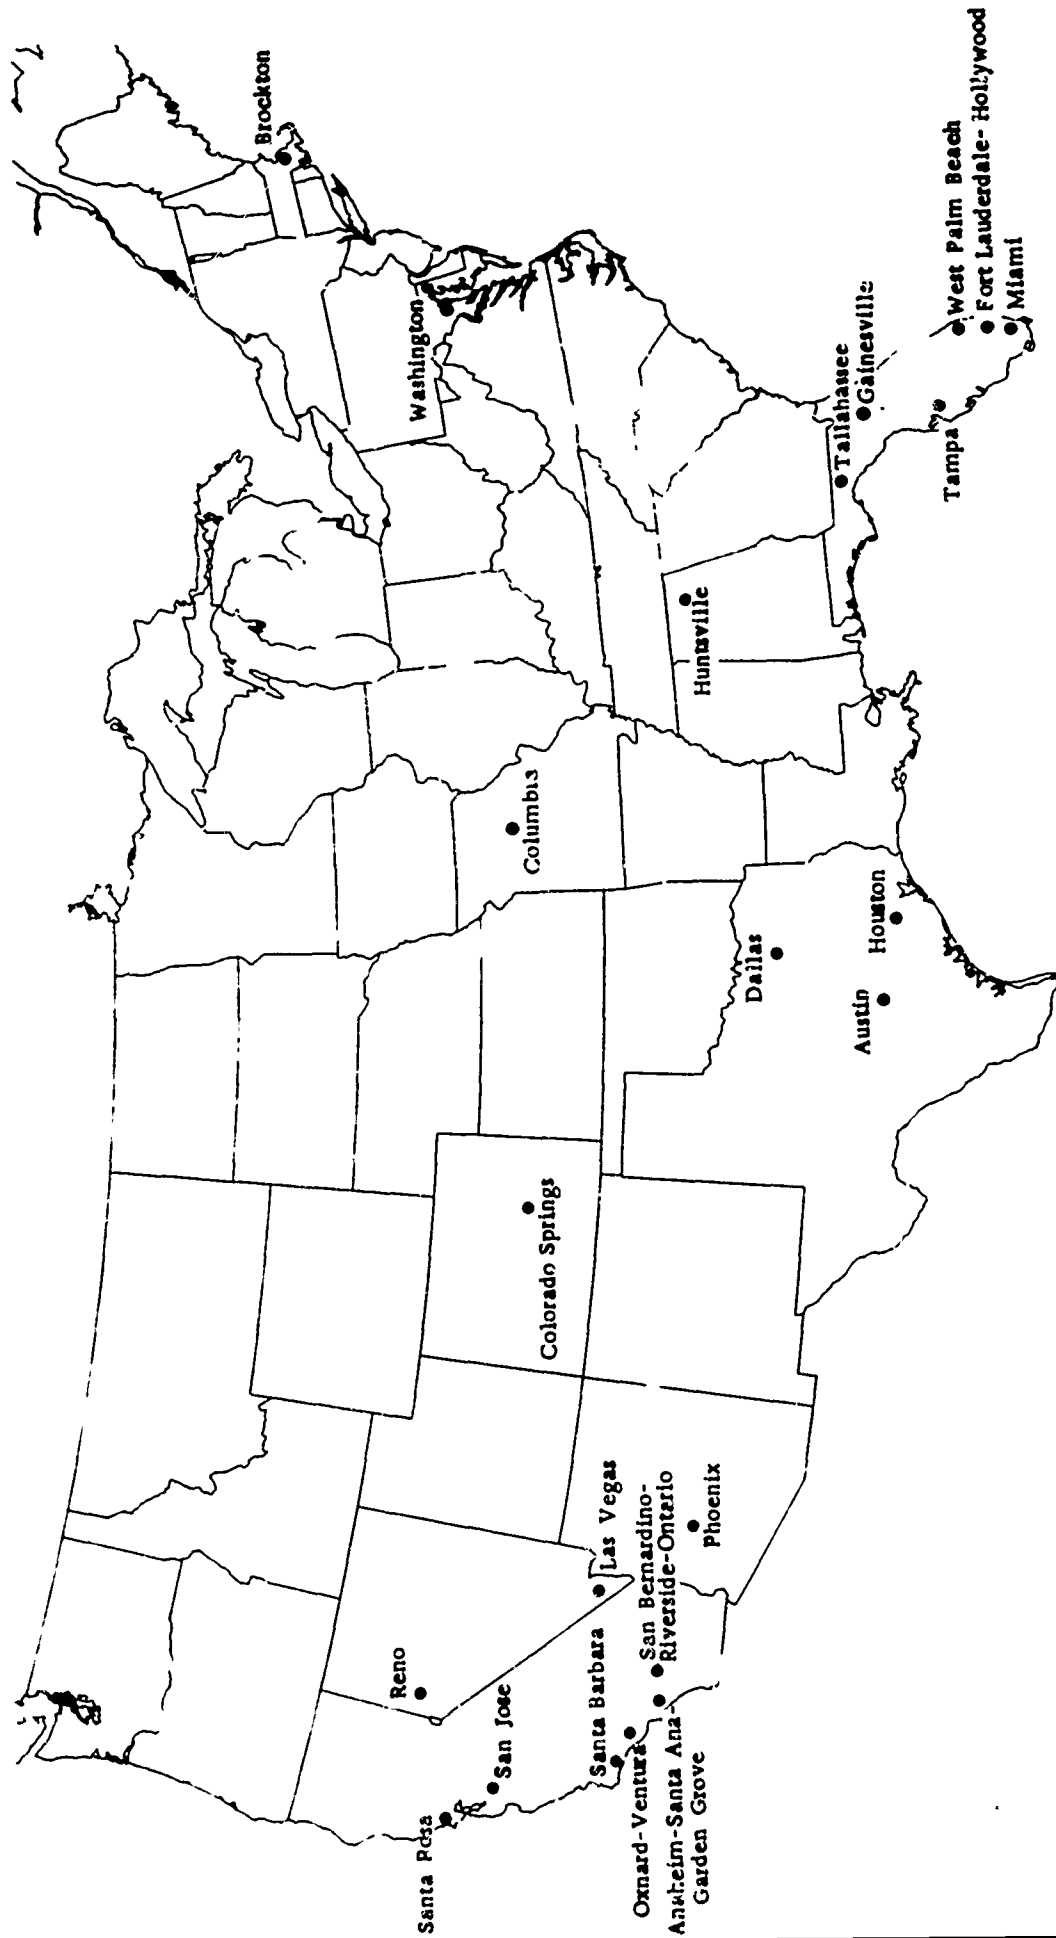 Brockton
Washington
Reno
Santa Rosa
San Jose
Colorado Springs
Columbia
Las Vegas
Santa Barbara
San Bernardino-
Riverside-Ontario
Oxnard-Ventura
Anaheim-Santa Ana-
Garden Grove
Phoenix
Huntsville
Dallas
Austin
Houston
Tallahassee
Gainesville
Tampa
West Palm Beach
Fort Lauderdale-Hollywood
Miami